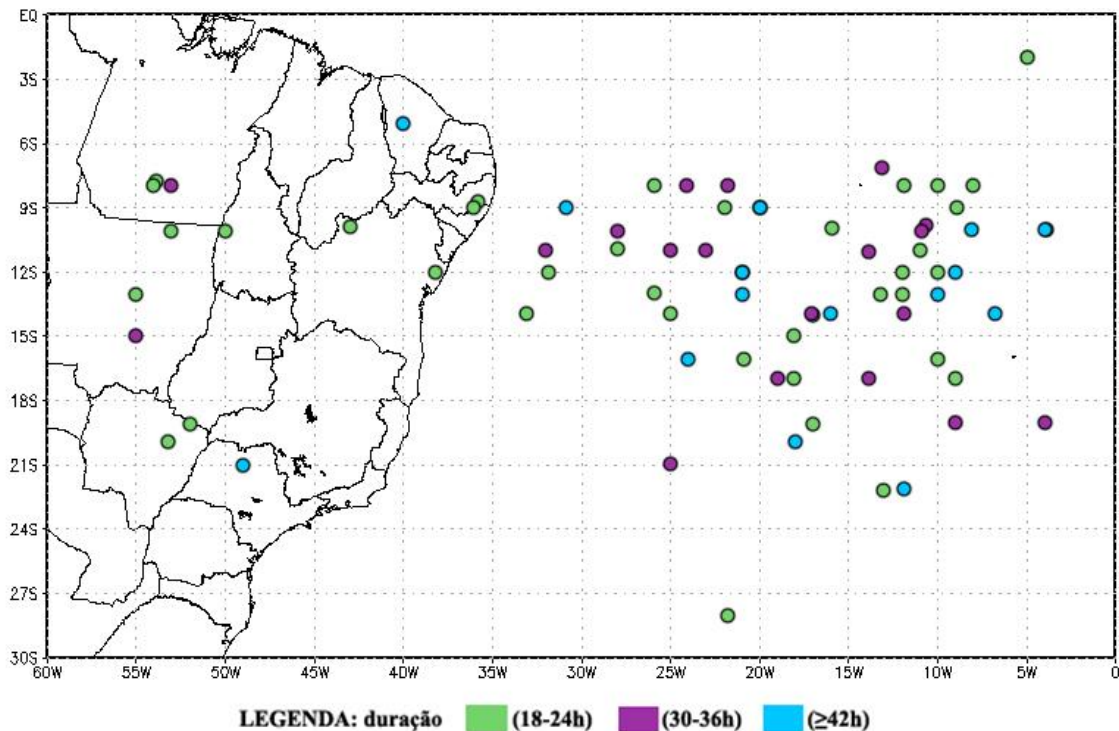 EQ
3S
6S
9S
12S
15S
18S
21S
24S
27S
30S
60W 55W 50W 45W 40W 35W 30W 25W 20W 15W 10W 5W 0
LEGENDA: duração (18-24h) (30-36h) (≥42h)